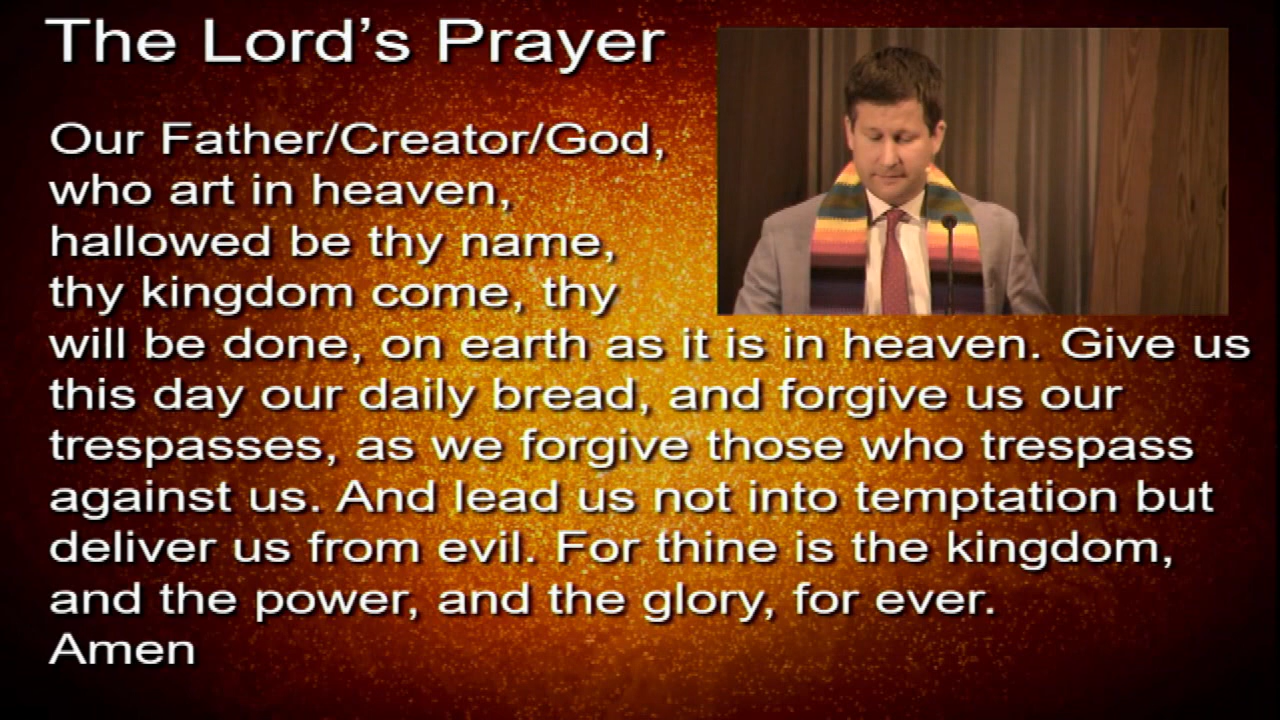 The Lord’s Prayer
Our Father/Creator/God,
who art in heaven,
hallowed be thy name,
thy kingdom come, thy
will be done, on earth as it is in heaven. Give us
this day our daily bread, and forgive us our
trespasses, as we forgive those who trespass
against us. And lead us not into temptation but
deliver us from evil. For thine is the kingdom,
and the power, and the glory, for ever.
Amen